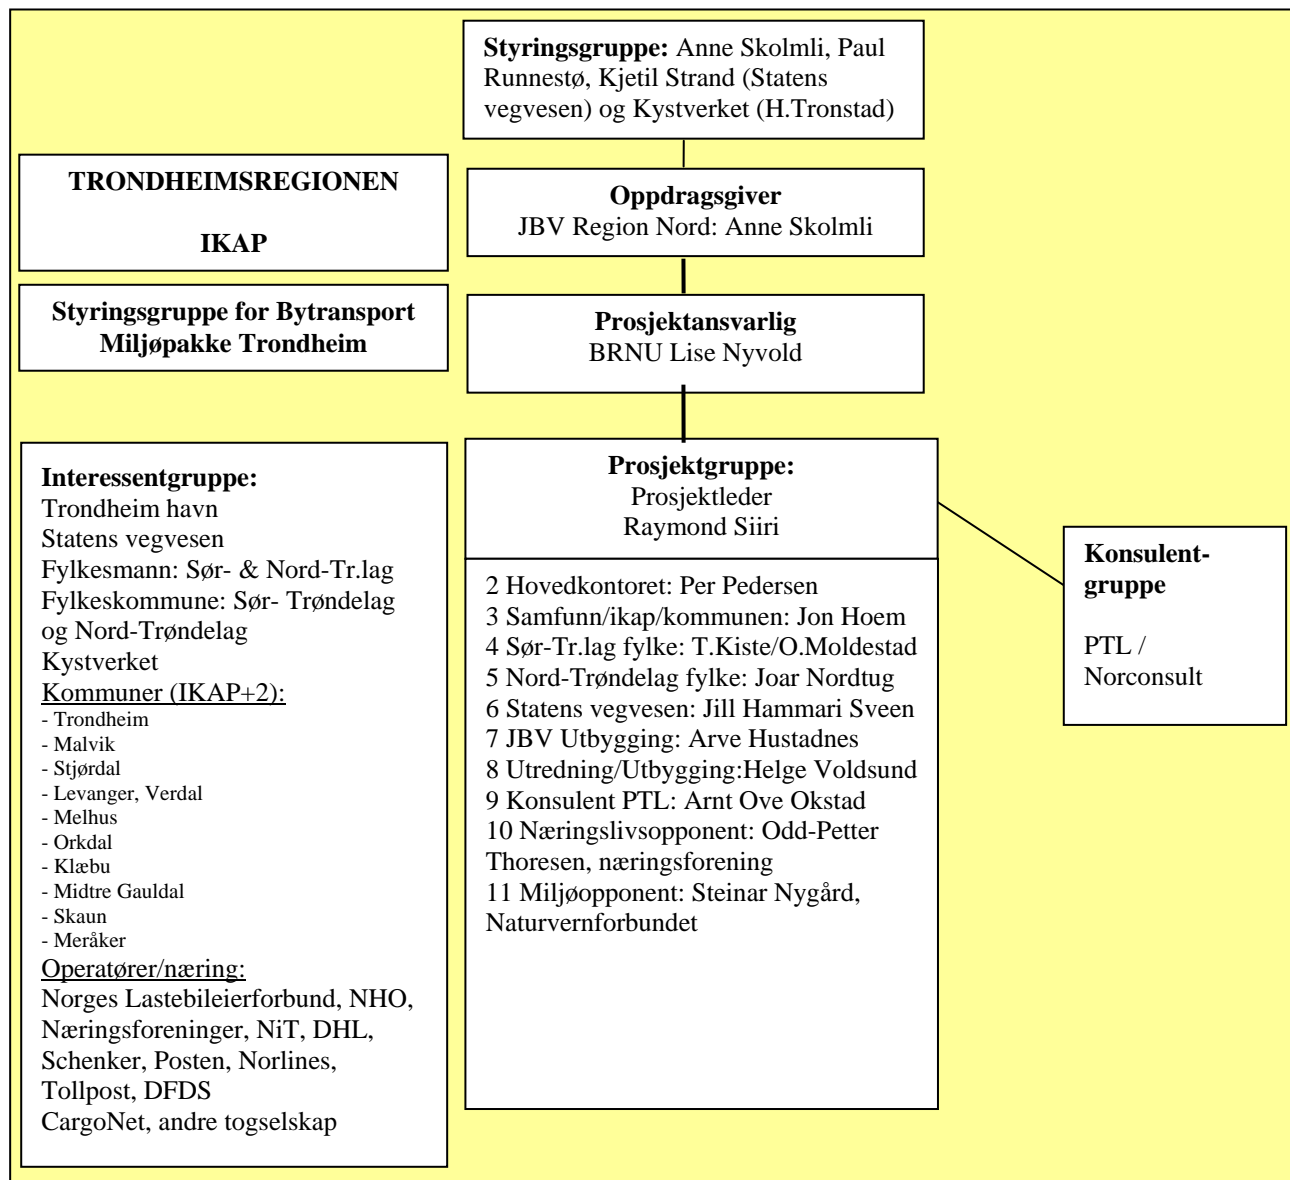 Styringsgruppe: Anne Skolmli, Paul
Runnestø, Kjetil Strand (Statens
vegvesen) og Kystverket (H.Tronstad)
TRONDHEIMSREGIONEN
IKAP
Oppdragsgiver
JBV Region Nord: Anne Skolmli
Styringsgruppe for Bytransport
Miljøpakke Trondheim
Prosjektansvarlig
BRNU Lise Nyvold
Interessentgruppe:
Trondheim havn
Statens vegvesen
Fylkesmann: Sør- & Nord-Tr.lag
Fylkeskommune: Sør- Trøndelag
og Nord-Trøndelag
Kystverket
Kommuner (IKAP+2):
- Trondheim
- Malvik
- Stjørdal
- Levanger, Verdal
- Melhus
- Orkdal
- Klæbu
- Midtre Gauldal
- Skaun
- Meråker
Operatører/næring:
Norges Lastebileierforbund, NHO,
Næringsforeninger, NiT, DHL,
Schenker, Posten, Norlines,
Tollpost, DFDS
CargoNet, andre togselskap
Prosjektgruppe:
Prosjektleder
Raymond Siiri
2 Hovedkontoret: Per Pedersen
3 Samfunn/ikap/kommunen: Jon Hoem
4 Sør-Tr.lag fylke: T.Kiste/O.Moldestad
5 Nord-Trøndelag fylke: Joar Nordtug
6 Statens vegvesen: Jill Hammari Sveen
7 JBV Utbygging: Arve Hustadnes
8 Utredning/Utbygging:Helge Voldsund
9 Konsulent PTL: Arnt Ove Okstad
10 Næringslivsopponent: Odd-Petter
Thoresen, næringsforening
11 Miljøopponent: Steinar Nygård,
Naturvernforbundet
Konsulent-
gruppe
PTL /
Norconsult